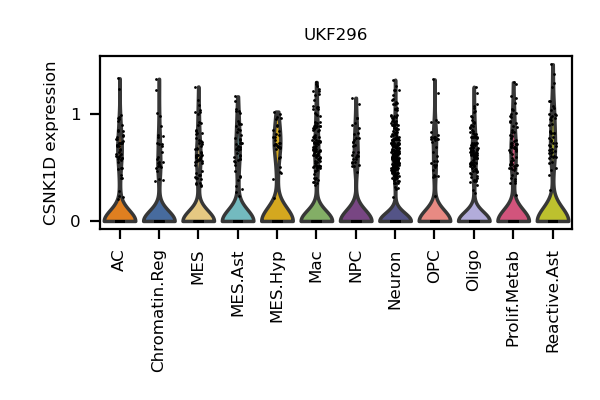 UKF296
CSNK1D expression
1
0
AC
Chromatin.Reg
MES
MES.Ast
MES.Hyp
Mac
NPC
Neuron
OPC
Oligo
Prolif.Metab
Reactive.Ast